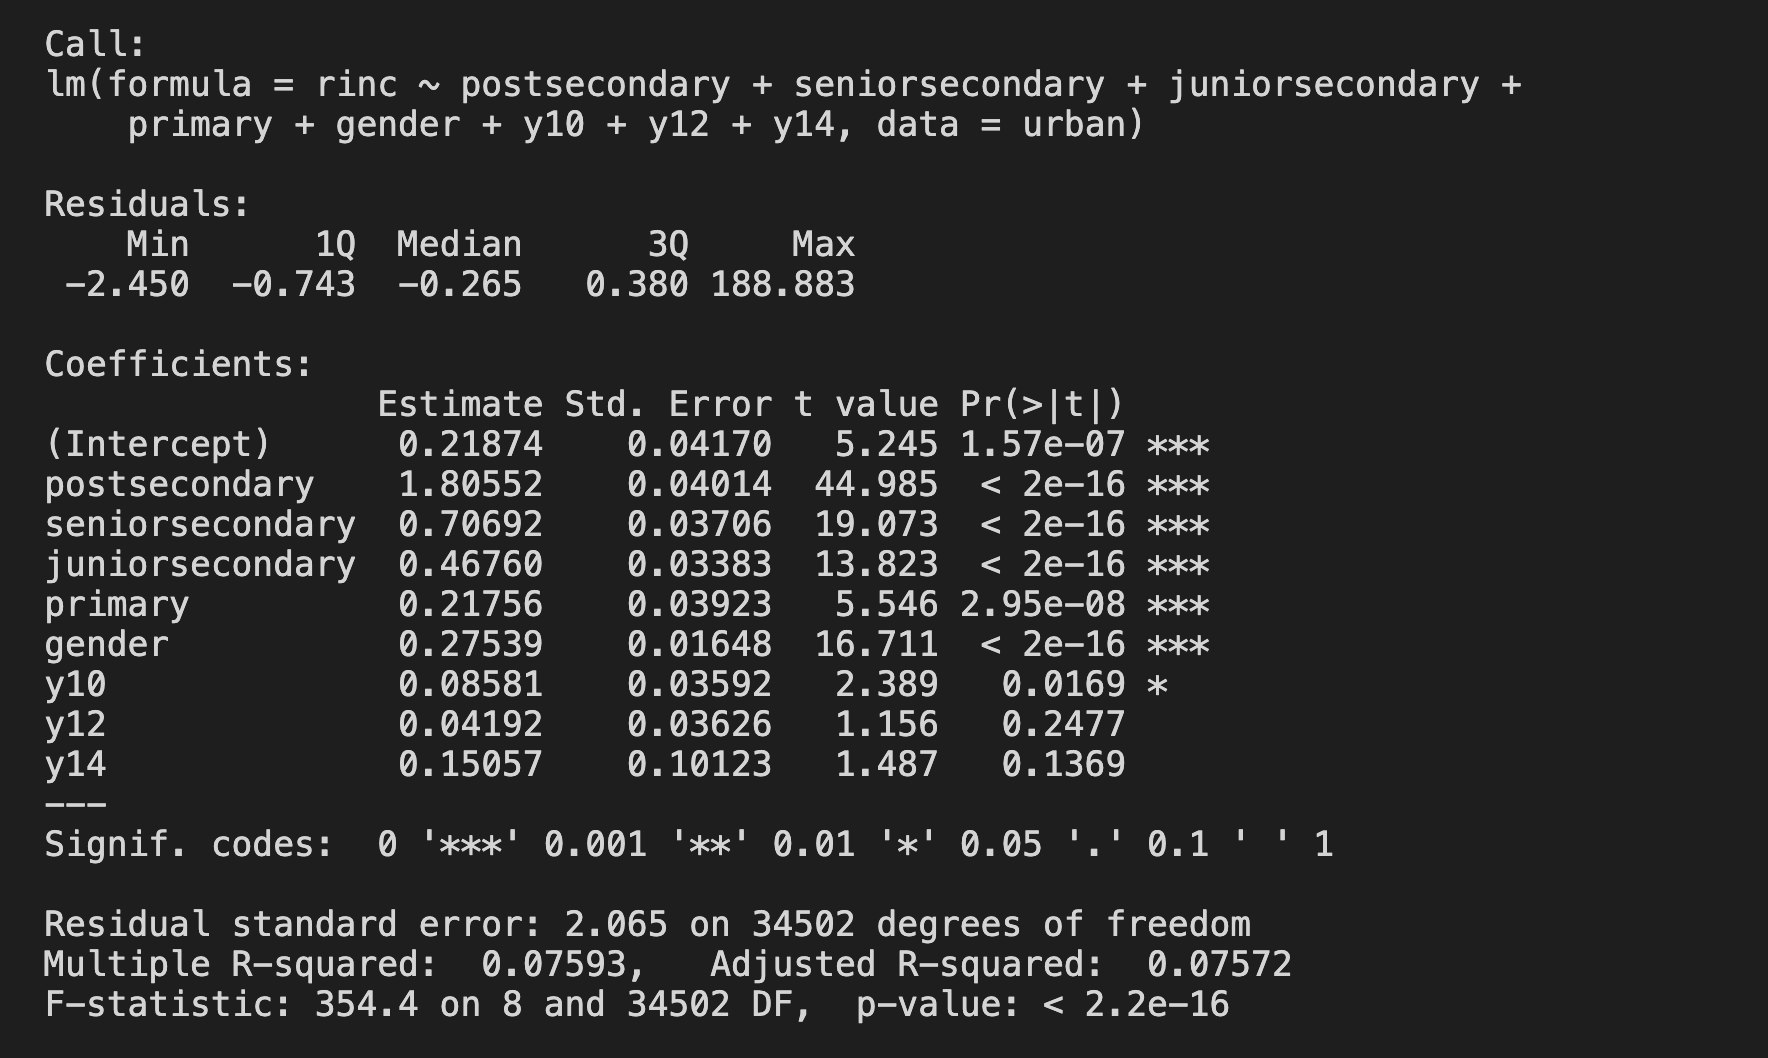 Call:
lm(formula = rinc ~ postsecondary + seniorsecondary + juniorsecondary +
    primary + gender + y10 + y12 + y14, data = urban)

Residuals:
    Min      1Q  Median      3Q     Max
 -2.450  -0.743  -0.265   0.380 188.883

Coefficients:
                Estimate Std. Error t value Pr(>|t|)
(Intercept)      0.21874    0.04170   5.245 1.57e-07 ***
postsecondary    1.80552    0.04014  44.985  < 2e-16 ***
seniorsecondary  0.70692    0.03706  19.073  < 2e-16 ***
juniorsecondary  0.46760    0.03383  13.823  < 2e-16 ***
primary          0.21756    0.03923   5.546 2.95e-08 ***
gender           0.27539    0.01648  16.711  < 2e-16 ***
y10              0.08581    0.03592   2.389   0.0169 *
y12              0.04192    0.03626   1.156   0.2477
y14              0.15057    0.10123   1.487   0.1369
---
Signif. codes:  0 '***' 0.001 '**' 0.01 '*' 0.05 '.' 0.1 ' ' 1

Residual standard error: 2.065 on 34502 degrees of freedom
Multiple R-squared:  0.07593,	Adjusted R-squared:  0.07572
F-statistic: 354.4 on 8 and 34502 DF,  p-value: < 2.2e-16